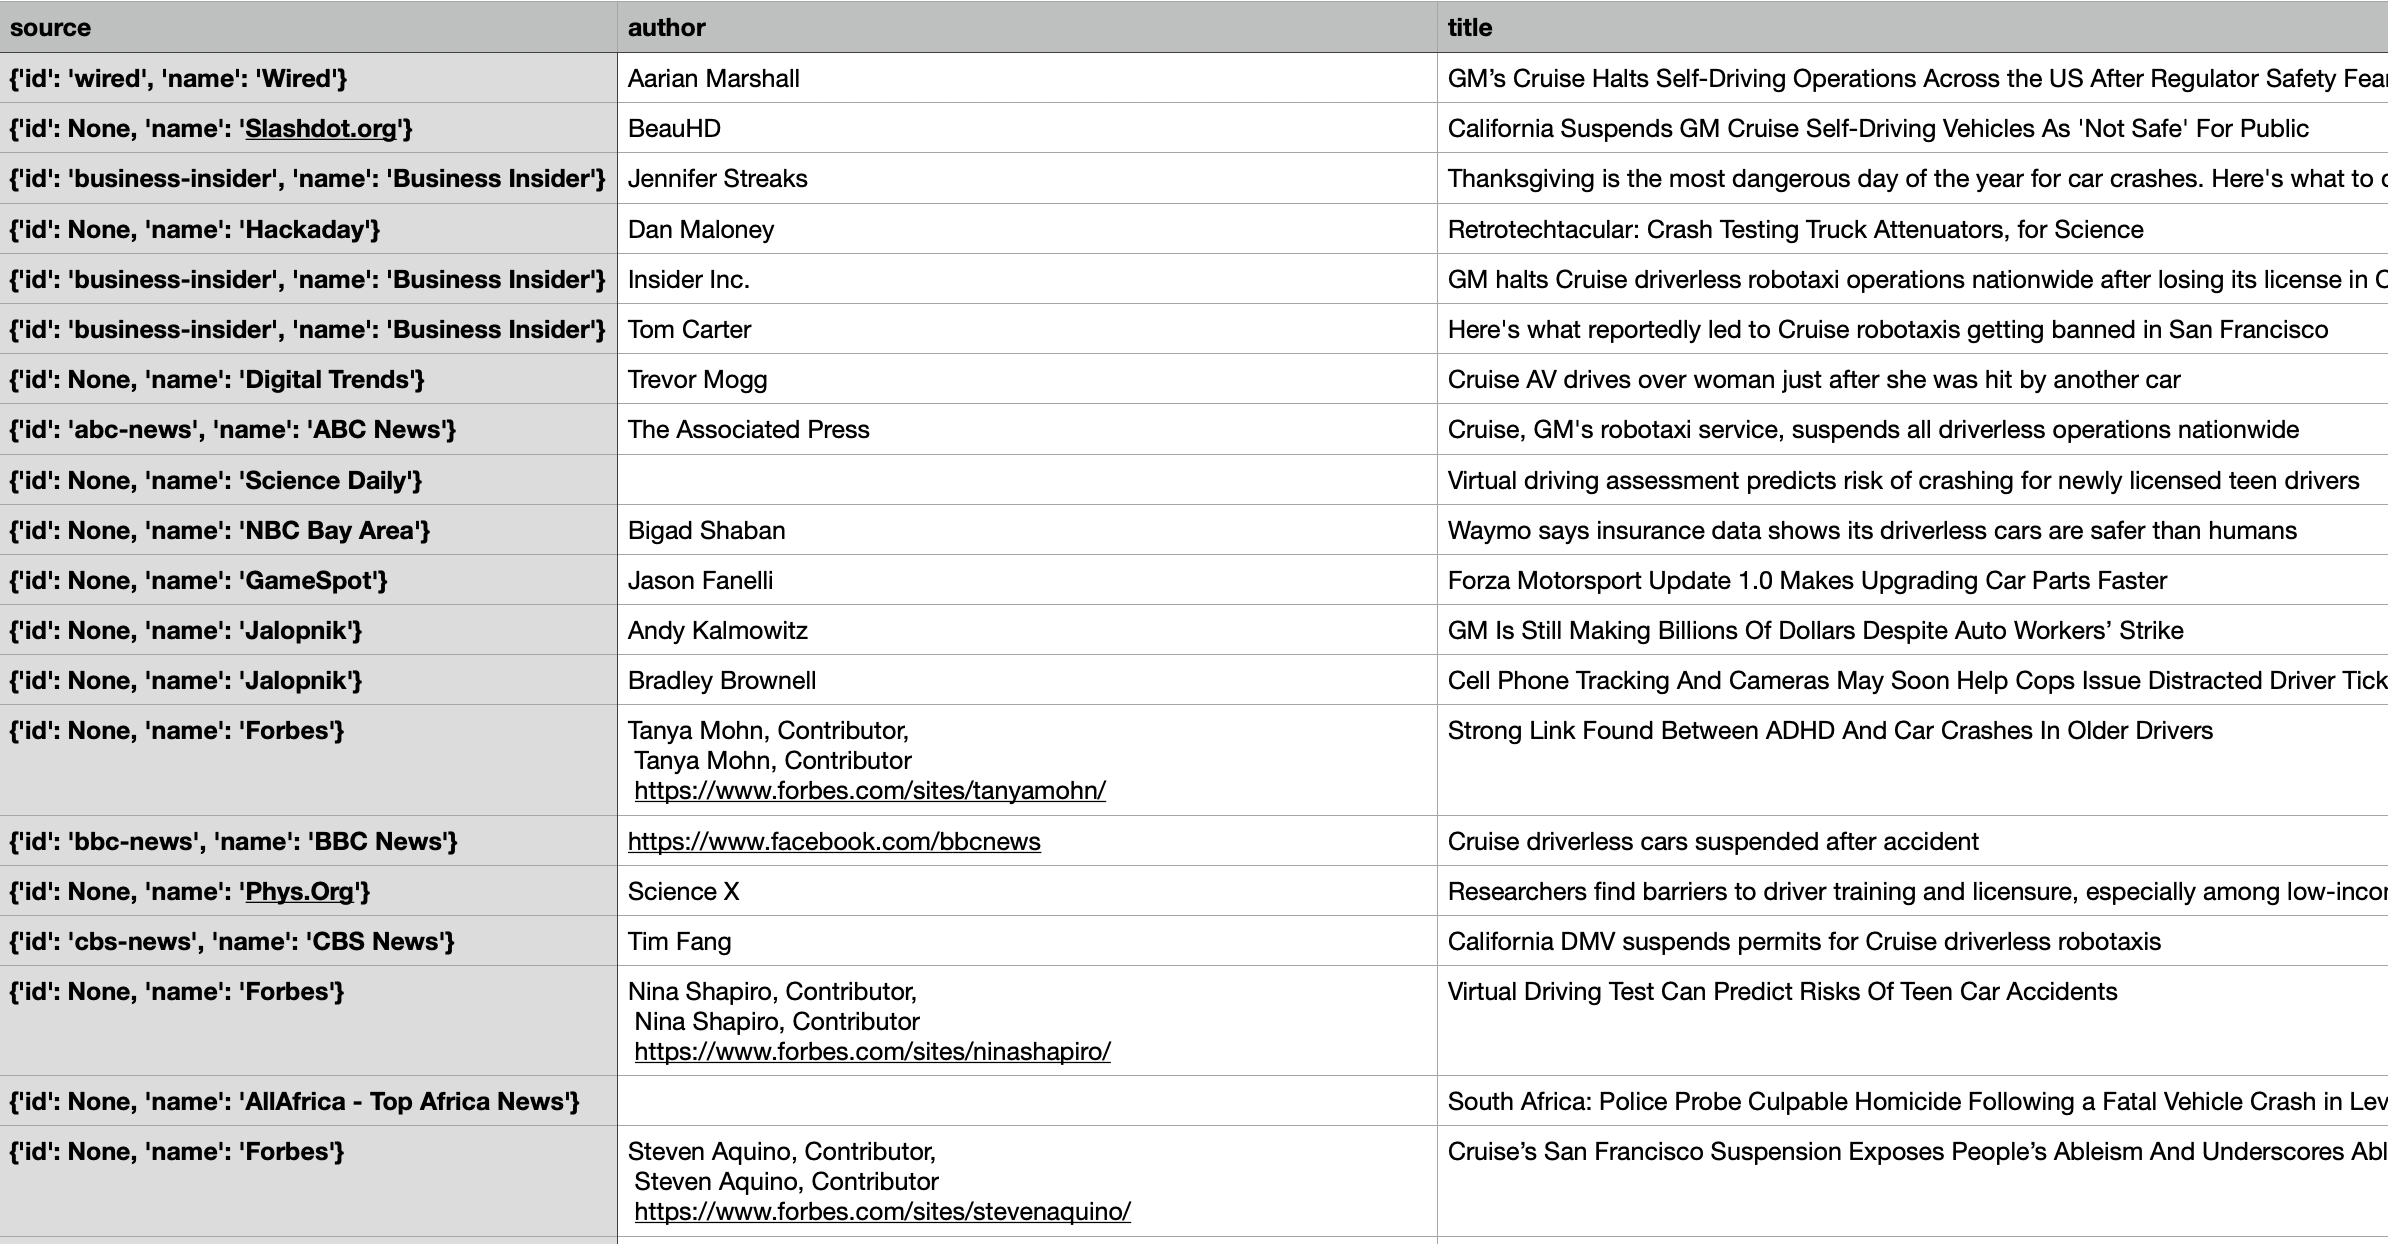 source author title
{'id': 'wired', 'name': 'Wired'} Aarian Marshall GM’s Cruise Halts Self-Driving Operations Across the US After Regulator Safety
{'id': None, 'name': 'Slashdot.org'} BeauHD California Suspends GM Cruise Self-Driving Vehicles As 'Not Safe' For Public
{'id': 'business-insider', 'name': 'Business Insider'} Jennifer Streaks Thanksgiving is the most dangerous day of the year for car crashes. Here's what to
{'id': None, 'name': 'Hackaday'} Dan Maloney Retrotechtacular: Crash Testing Truck Attenuators, for Science
{'id': 'business-insider', 'name': 'Business Insider'} Insider Inc. GM halts Cruise driverless robotaxi operations nationwide after losing its license in
{'id': 'business-insider', 'name': 'Business Insider'} Tom Carter Here's what reportedly led to Cruise robotaxis getting banned in San Francisco
{'id': None, 'name': 'Digital Trends'} Trevor Mogg Cruise AV drives over woman just after she was hit by another car
{'id': 'abc-news', 'name': 'ABC News'} The Associated Press Cruise, GM's robotaxi service, suspends all driverless operations nationwide
{'id': None, 'name': 'Science Daily'} Virtual driving assessment predicts risk of crashing for newly licensed teen drivers
{'id': None, 'name': 'NBC Bay Area'} Bigad Shaban Waymo says insurance data shows its driverless cars are safer than humans
{'id': None, 'name': 'GameSpot'} Jason Fanelli Forza Motorsport Update 1.0 Makes Upgrading Car Parts Faster
{'id': None, 'name': 'Jalopnik'} Andy Kalmowitz GM Is Still Making Billions Of Dollars Despite Auto Workers’ Strike
{'id': None, 'name': 'Jalopnik'} Bradley Brownell Cell Phone Tracking And Cameras May Soon Help Cops Issue Distracted Driver Tick
{'id': None, 'name': 'Forbes'} Tanya Mohn, Contributor, Strong Link Found Between ADHD And Car Crashes In Older Drivers
Tanya Mohn, Contributor
https://www.forbes.com/sites/tanyamohn/
{'id': 'bbc-news', 'name': 'BBC News'} https://www.facebook.com/bbcnews Cruise driverless cars suspended after accident
{'id': None, 'name': 'Phys.Org'} Science X Researchers find barriers to driver training and licensure, especially among
{'id': 'cbs-news', 'name': 'CBS News'} Tim Fang California DMV suspends permits for Cruise driverless robotaxis
{'id': None, 'name': 'Forbes'} Nina Shapiro, Contributor, Virtual Driving Test Can Predict Risks Of Teen Car Accidents
Nina Shapiro, Contributor
https://www.forbes.com/sites/ninashapiro/
{'id': None, 'name': 'AllAfrica - Top Africa News'} South Africa: Police Probe Culpable Homicide Following a Fatal Vehicle Crash in Lev
{'id': None, 'name': 'Forbes'} Steven Aquino, Contributor, Cruise’s San Francisco Suspension Exposes People’s Ableism And Underscores Abl
Steven Aquino, Contributor
https://www.forbes.com/sites/stevenaquino/